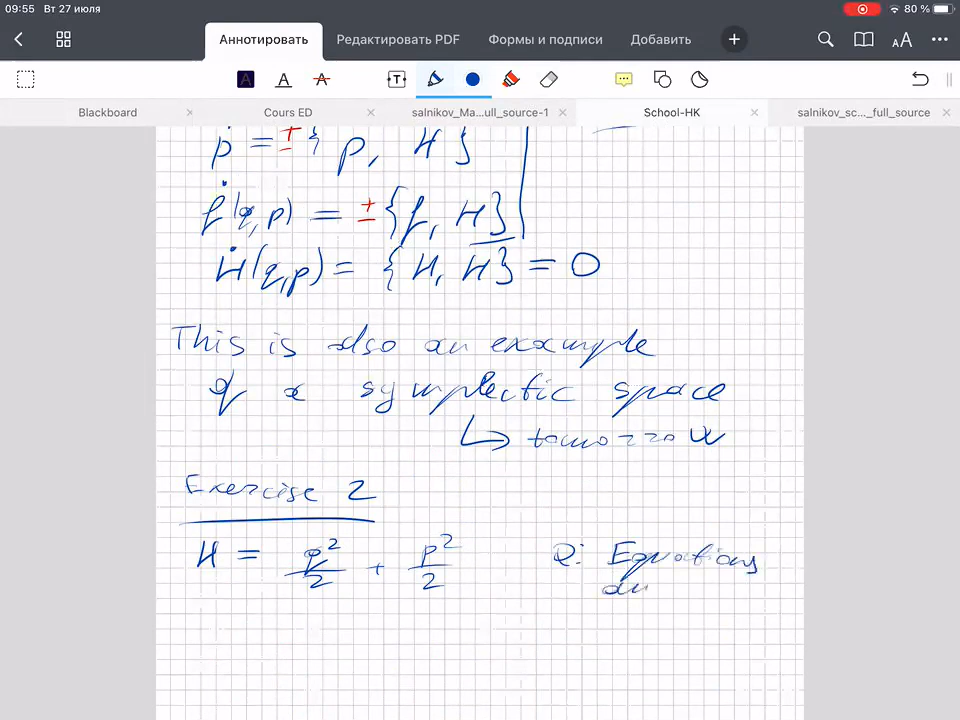 09:55 Вт 27 июля
80 %
Аннотировать Редактировать PDF Формы и подписи Добавить
Blackboard Cours ED salnikov_Ma...ull_source-1 School-HK salnikov_sc..._full_source
ṗ = ± { p, H }
ḟ(q,p) = ± {f, H}
Ḣ(q,p) = {H, H} = 0
This is also an example
of a symplectic space
↳ tomorrow
Exercise 2
H = q²/2 + p²/2 Q: Equations
an